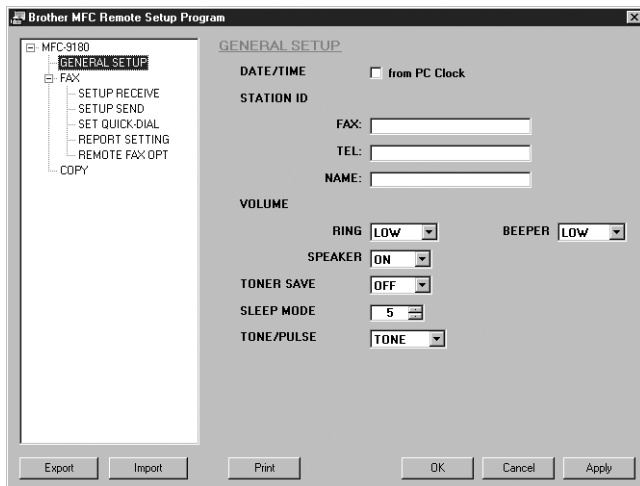 Brother MFC Remote Setup Program
MFC-9180
GENERAL SETUP
FAX
SETUP RECEIVE
SETUP SEND
SET QUICK-DIAL
REPORT SETTING
REMOTE FAX OPT
COPY
GENERAL SETUP
DATE/TIME from PC Clock
STATION ID
FAX:
TEL:
NAME:
VOLUME
RING LOW BEEPER LOW
SPEAKER ON
TONER SAVE OFF
SLEEP MODE 5
TONE/PULSE TONE
Export Import Print OK Cancel Apply